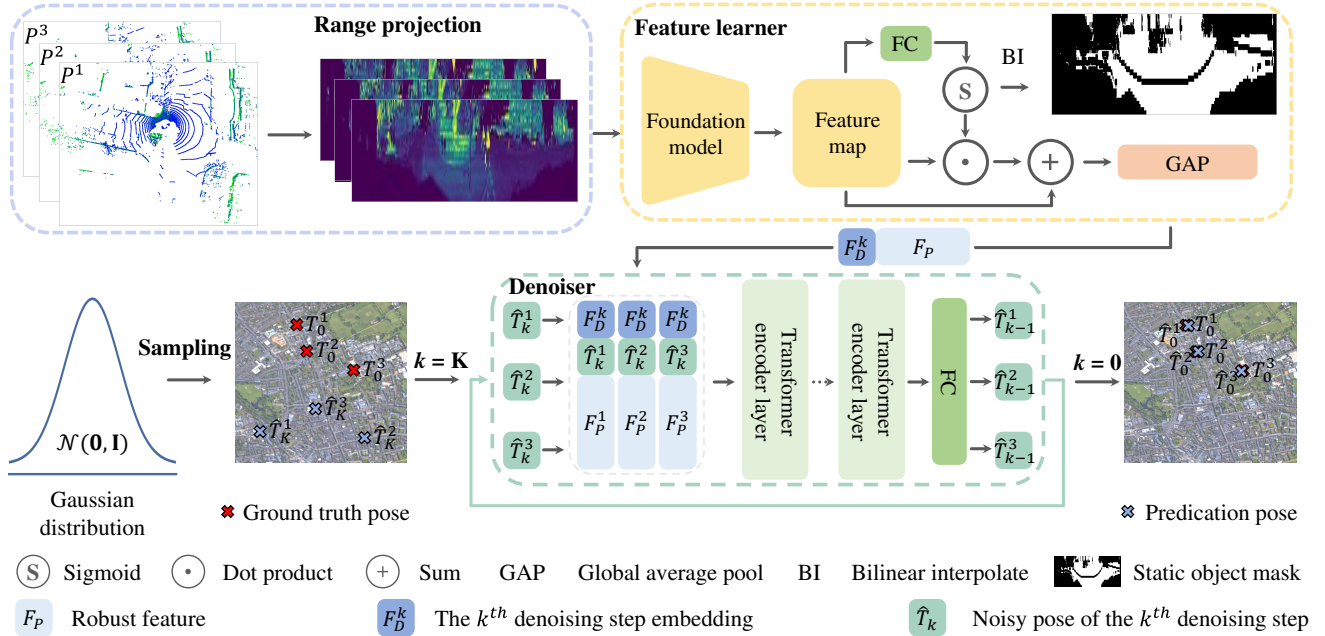 Range projection
P^3
P^2
P^1
Feature learner
Foundation model
Feature map
FC
S
BI
GAP
F_D^k F_P
Gaussian distribution
𝒩(𝟎, 𝐈)
Sampling
T_0^1
T_0^2
T_0^3
T̂_K^3
T̂_K^1
T̂_K^2
k = K
Denoiser
T̂_k^1
T̂_k^2
T̂_k^3
F_D^k F_D^k F_D^k
T̂_k^1 T̂_k^2 T̂_k^3
F_P^1 F_P^2 F_P^3
Transformer encoder layer
...
Transformer encoder layer
FC
T̂_{k-1}^1
T̂_{k-1}^2
T̂_{k-1}^3
k = 0
T_0^1
T̂_0^1
T_0^2
T̂_0^2
T_0^3
T̂_0^3
Ground truth pose
Predication pose
S Sigmoid
Dot product
+ Sum
GAP Global average pool
BI Bilinear interpolate
Static object mask
F_P Robust feature
F_D^k The k^th denoising step embedding
T̂_k Noisy pose of the k^th denoising step